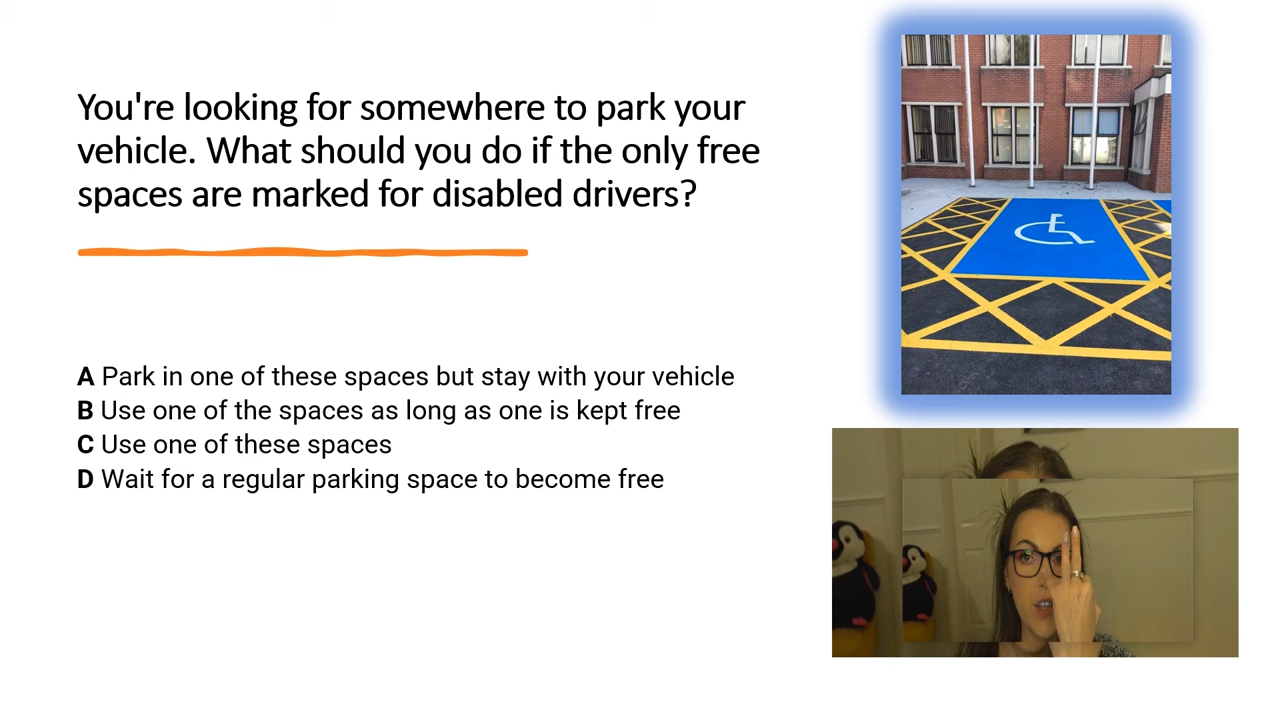 You're looking for somewhere to park your
vehicle. What should you do if the only free
spaces are marked for disabled drivers?
A Park in one of these spaces but stay with your vehicle
B Use one of the spaces as long as one is kept free
C Use one of these spaces
D Wait for a regular parking space to become free